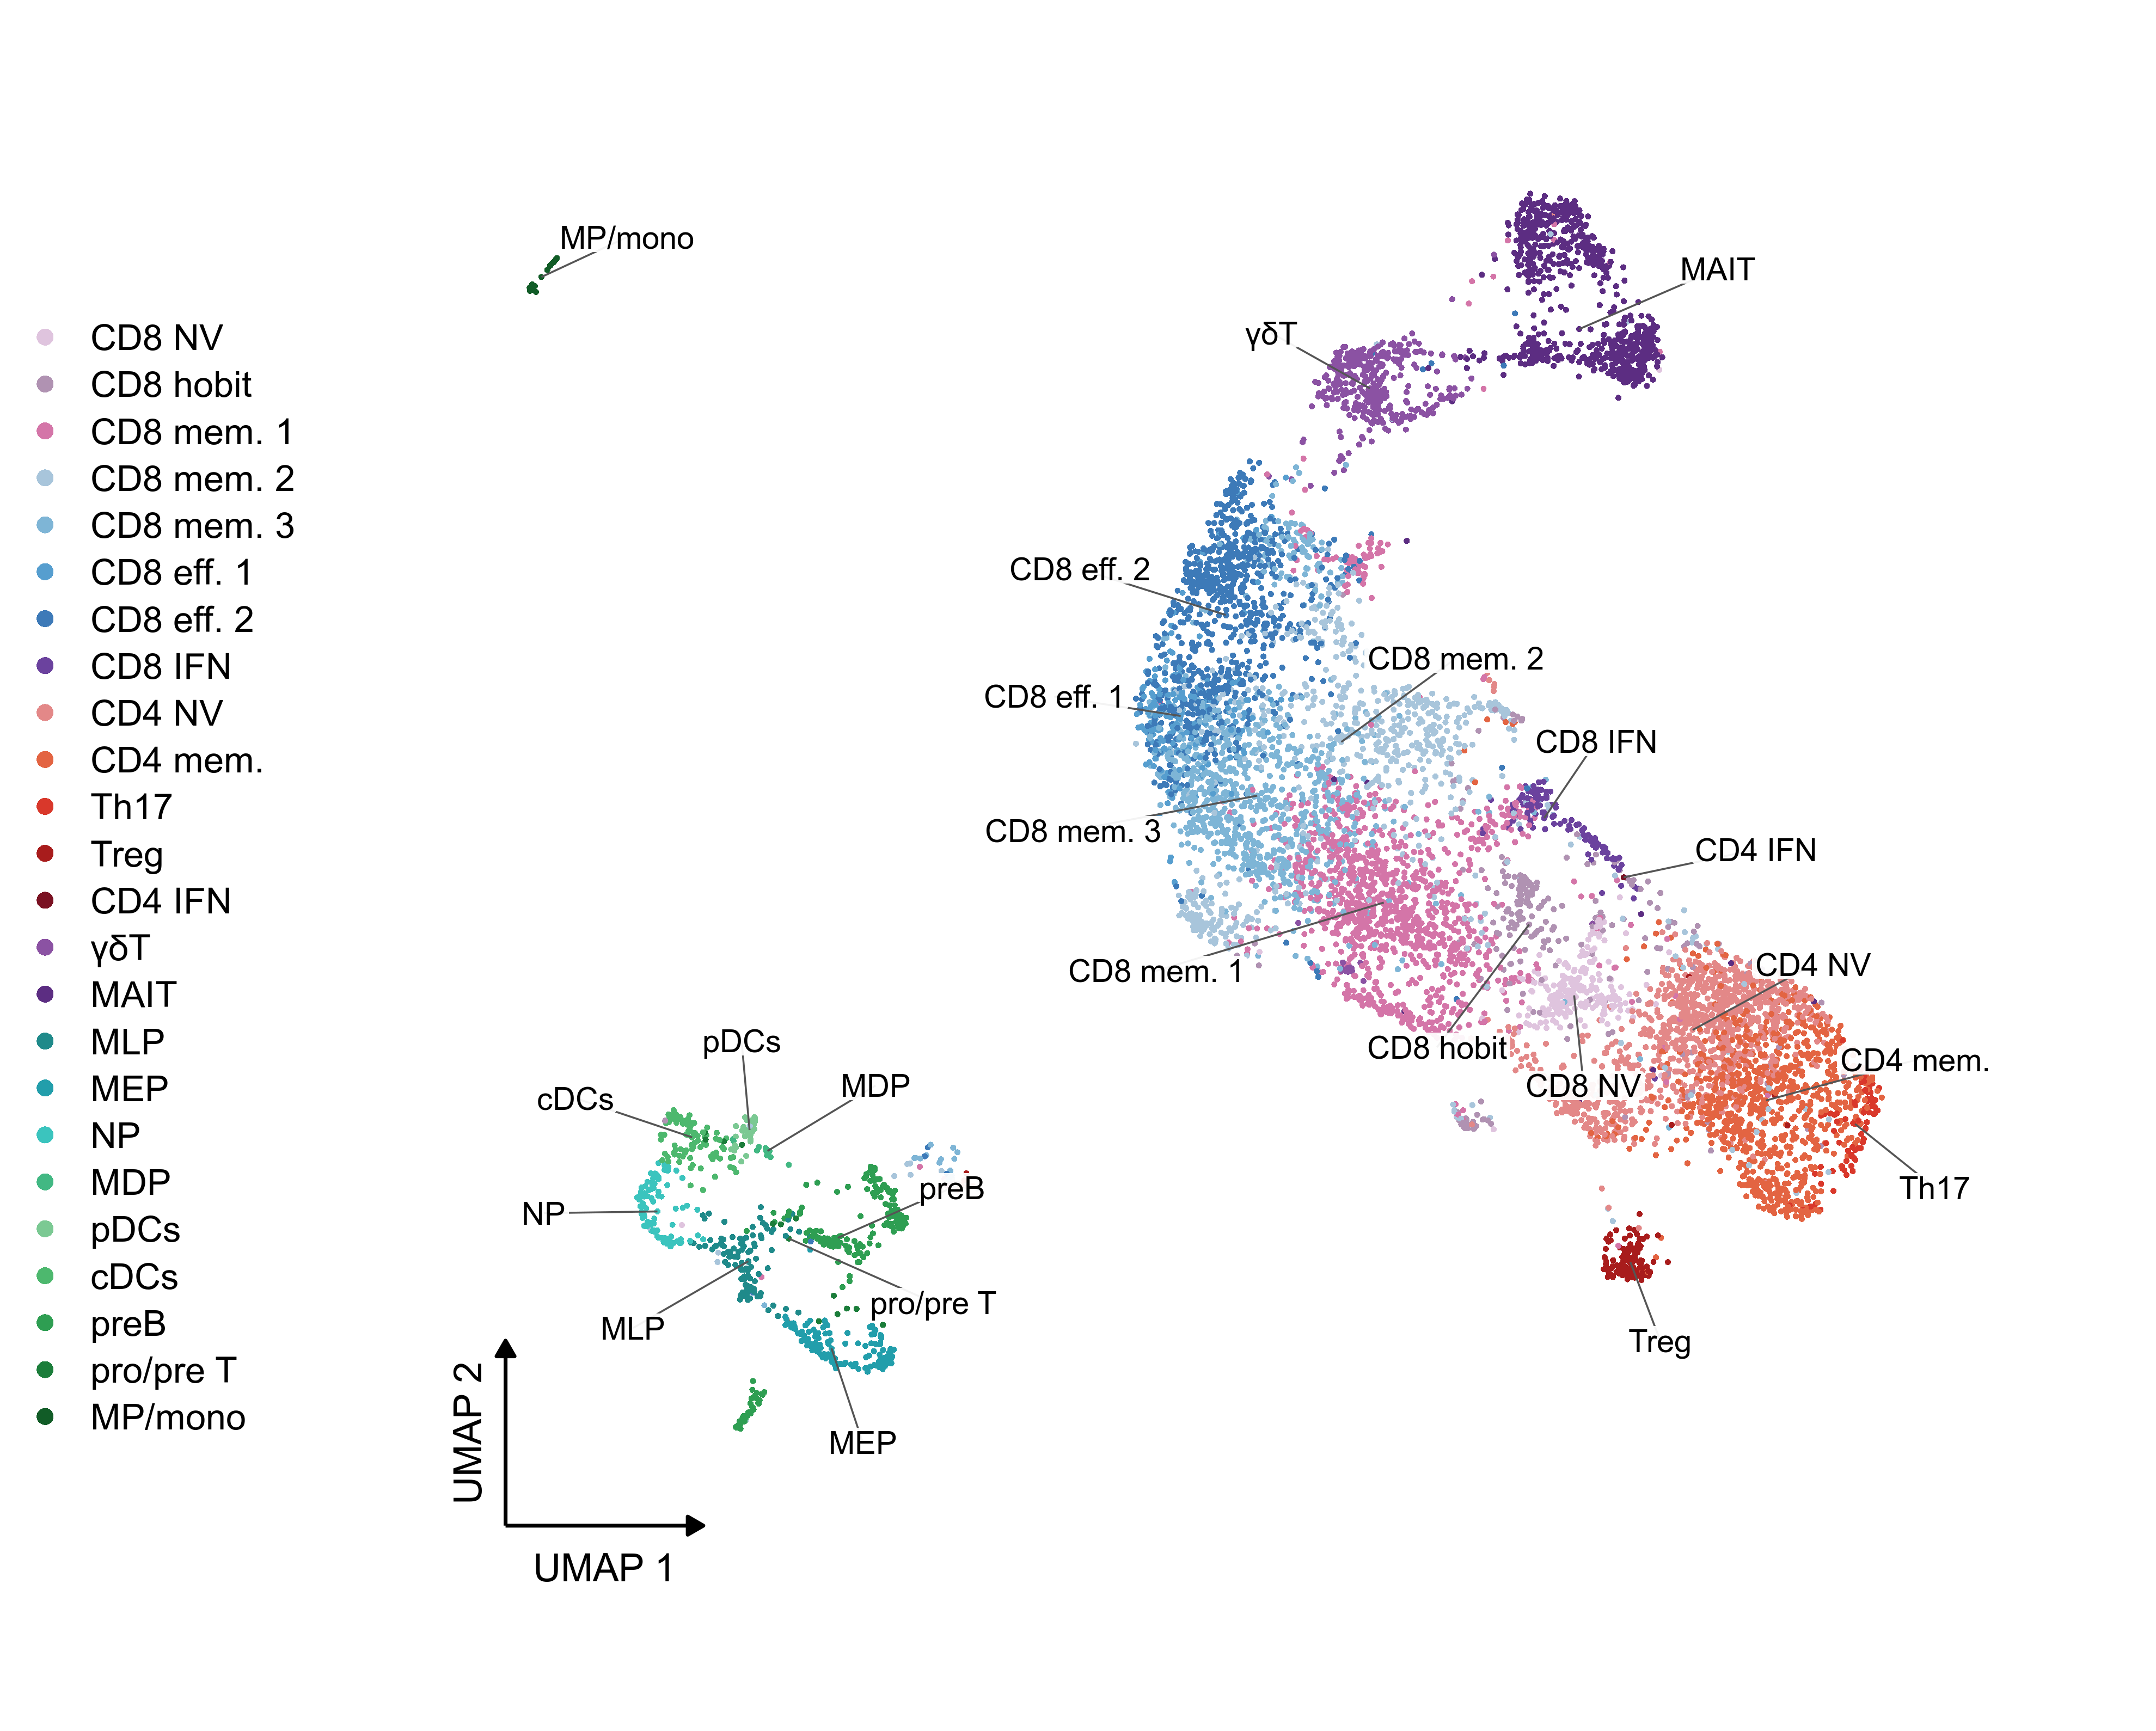 CD8 NV
CD8 hobit
CD8 mem. 1
CD8 mem. 2
CD8 mem. 3
CD8 eff. 1
CD8 eff. 2
CD8 IFN
CD4 NV
CD4 mem.
Th17
Treg
CD4 IFN
γδT
MAIT
MLP
MEP
NP
MDP
pDCs
cDCs
preB
pro/pre T
MP/mono
MP/mono
MAIT
γδT
CD8 eff. 2
CD8 mem. 2
CD8 eff. 1
CD8 IFN
CD8 mem. 3
CD4 IFN
CD4 NV
CD8 mem. 1
CD8 hobit
CD4 mem.
CD8 NV
Th17
Treg
pDCs
MDP
cDCs
preB
NP
pro/pre T
MLP
MEP
UMAP 2
UMAP 1